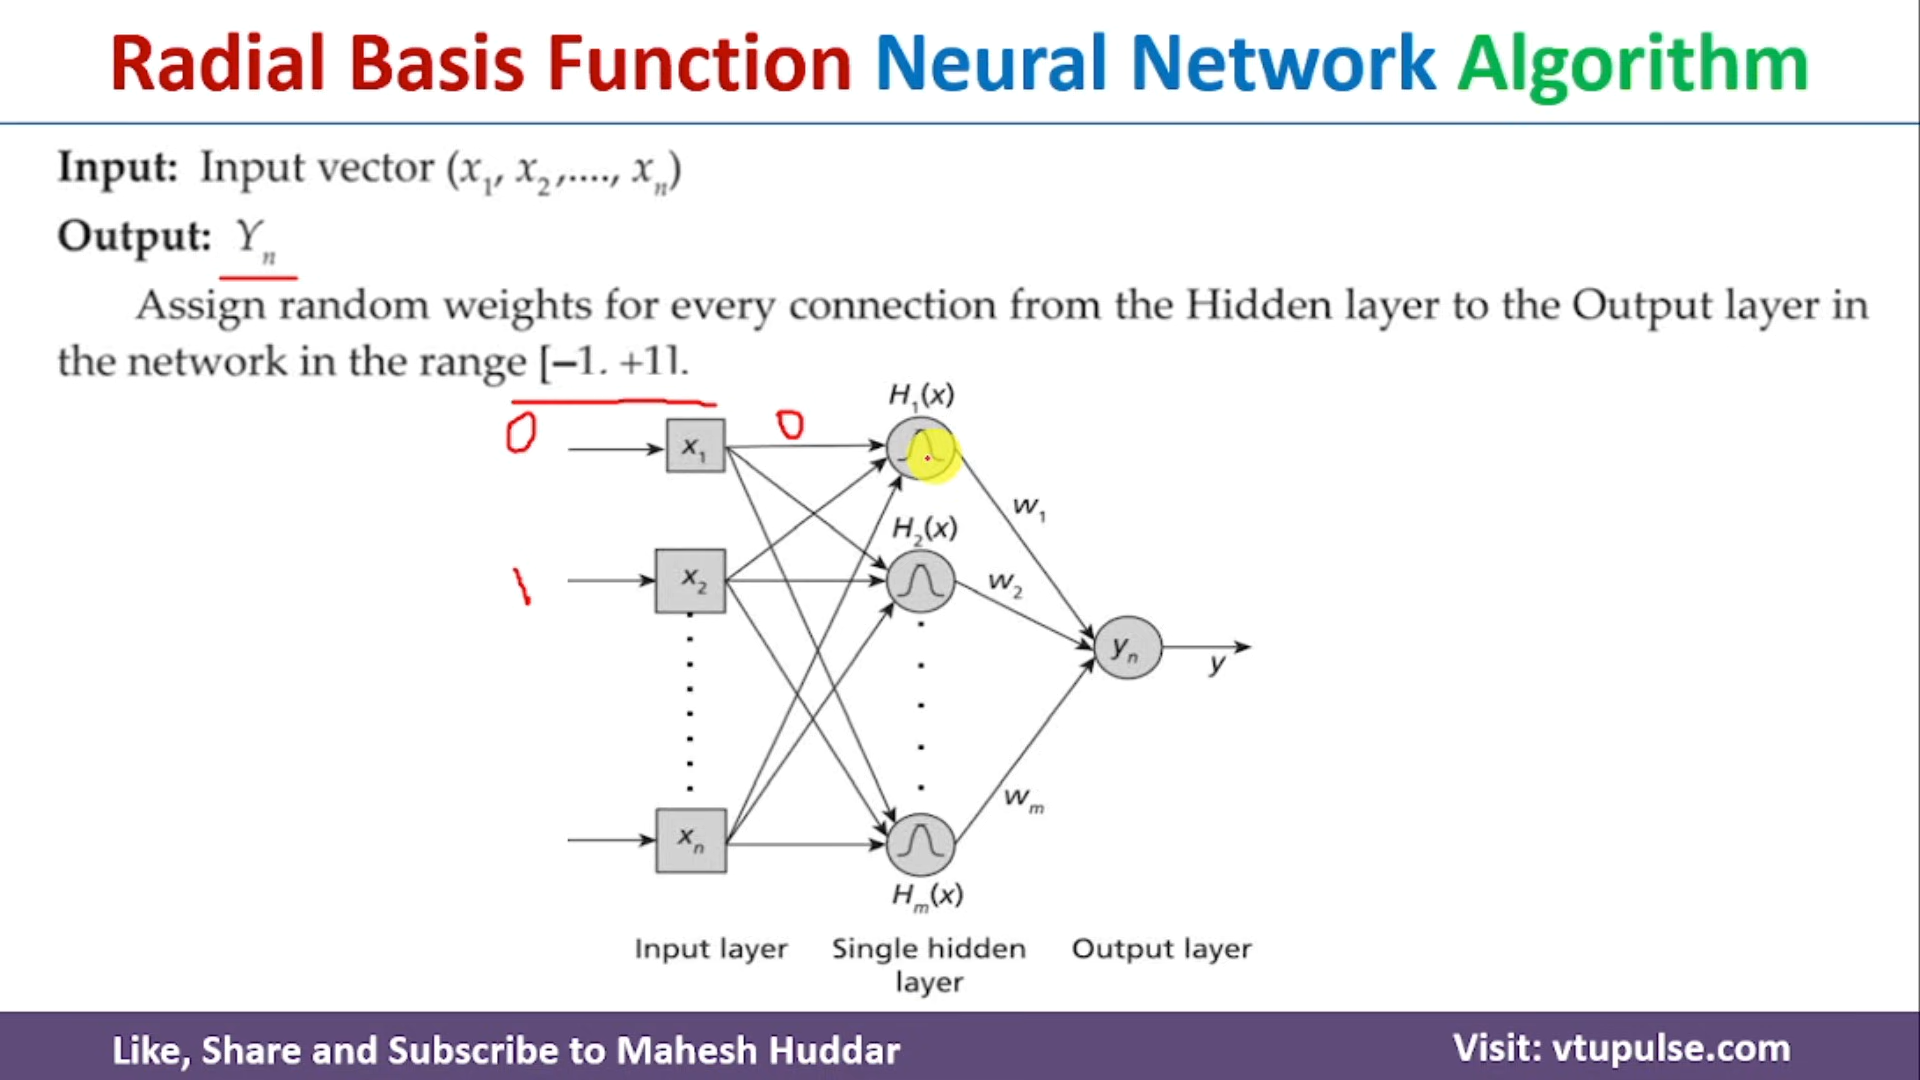 Radial Basis Function Neural Network Algorithm
Input: Input vector (x₁, x₂,...., xₙ)
Output: Yₙ
Assign random weights for every connection from the Hidden layer to the Output layer in
the network in the range [–1. +1].
0
0
H₁(x)
x₁
w₁
H₂(x)
1
x₂
w₂
yₙ
y
wₘ
xₙ
Hₘ(x)
Input layer
Single hidden
layer
Output layer
Like, Share and Subscribe to Mahesh Huddar
Visit: vtupulse.com